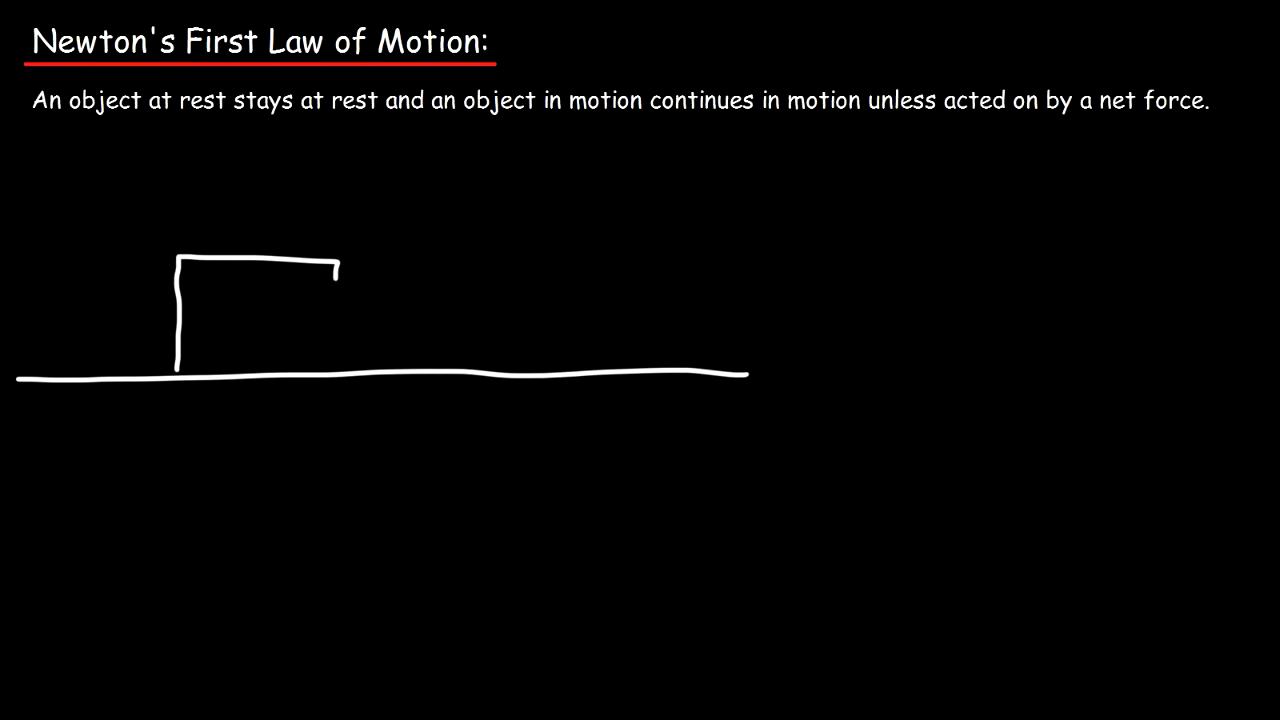 Newton's First Law of Motion:
An object at rest stays at rest and an object in motion continues in motion unless acted on by a net force.